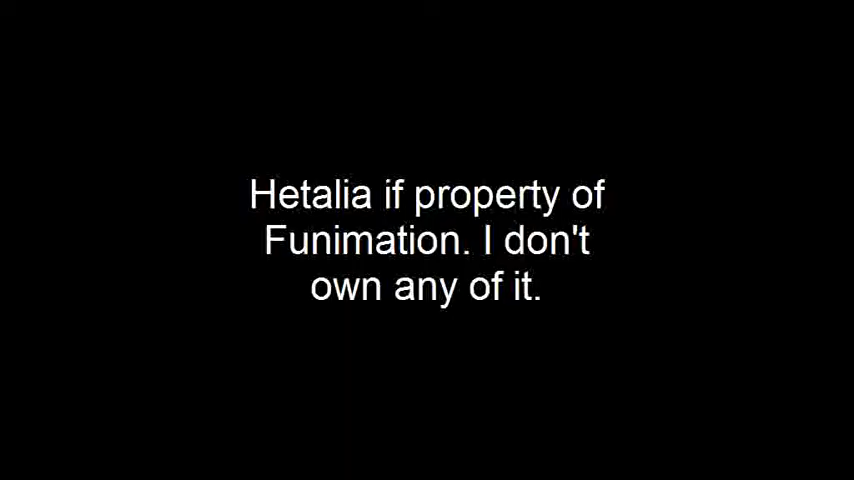 Hetalia if property of
Funimation. I don't
own any of it.